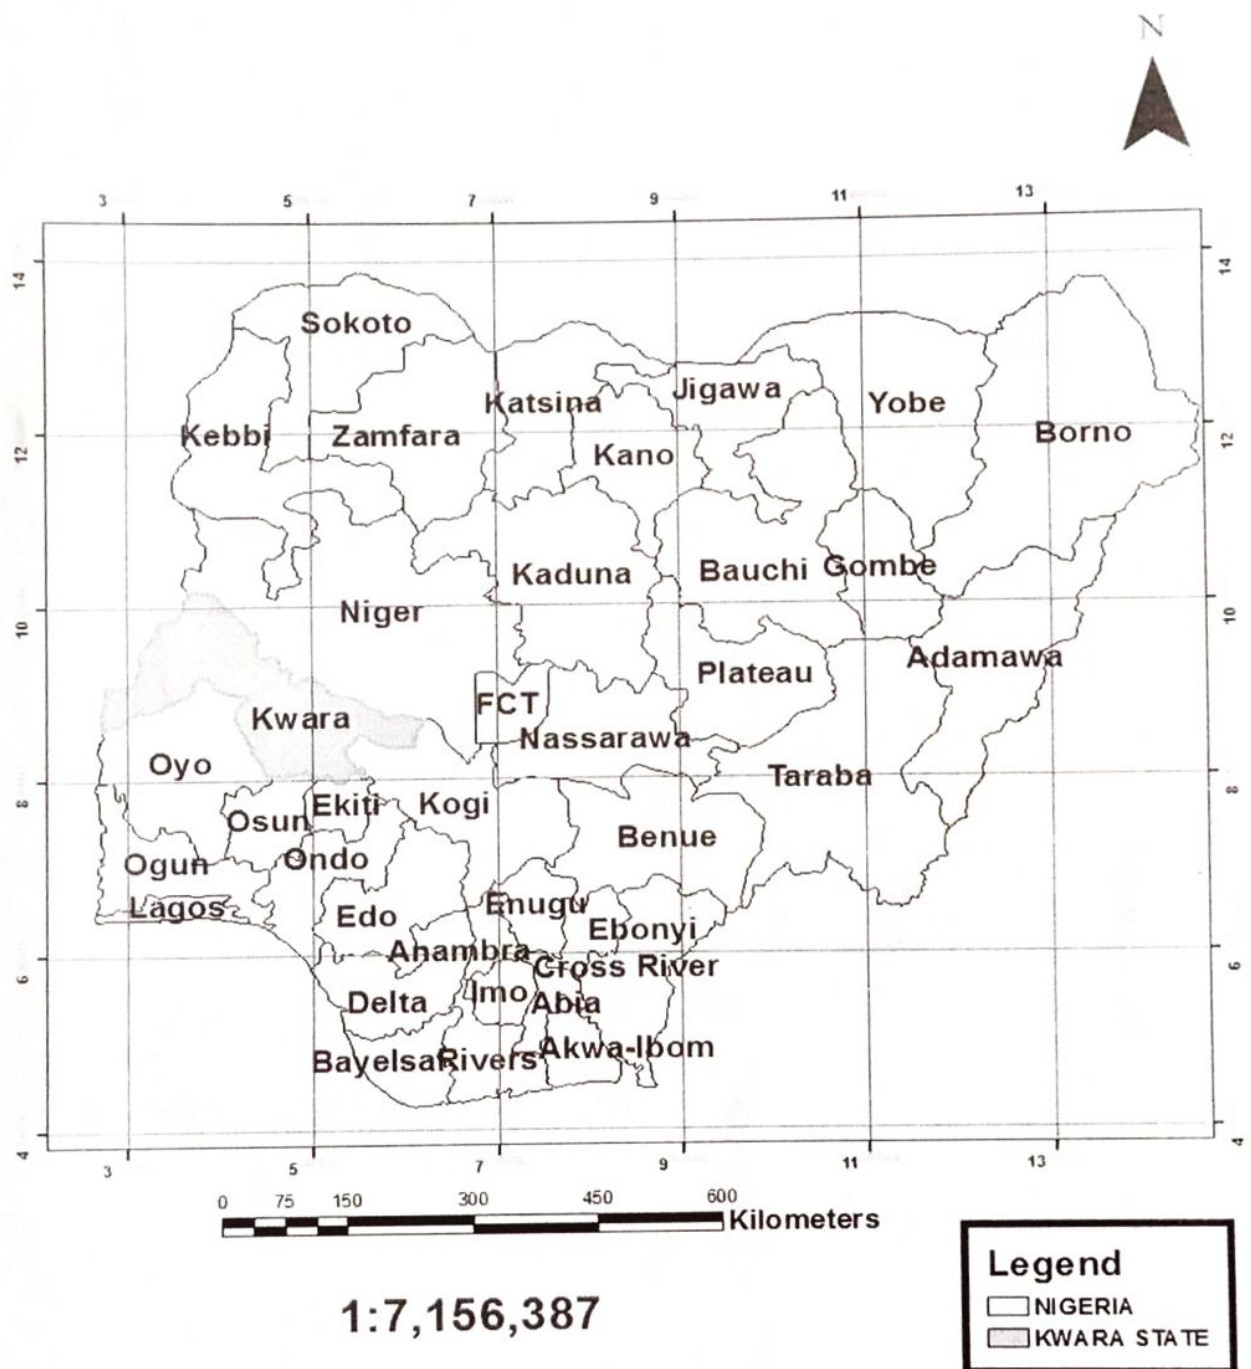 N
3 5 7 9 11 13
14 14
Sokoto
Katsina Jigawa Yobe
Kebbi Zamfara Kano Borno
12 12
Kaduna Bauchi Gombe
Niger
10 10
Plateau Adamawa
FCT
Kwara
Nassarawa
Oyo Taraba
8 8
Osun Ekiti Kogi
Benue
Ogun Ondo
Lagos Edo Enugu
Ebonyi
Anambra
6 6
Cross River
Delta Imo Abia
Bayelsa Rivers Akwa-Ibom
4 4
3 5 7 9 11 13
0 75 150 300 450 600
Kilometers
1:7,156,387
Legend
NIGERIA
KWARA STATE